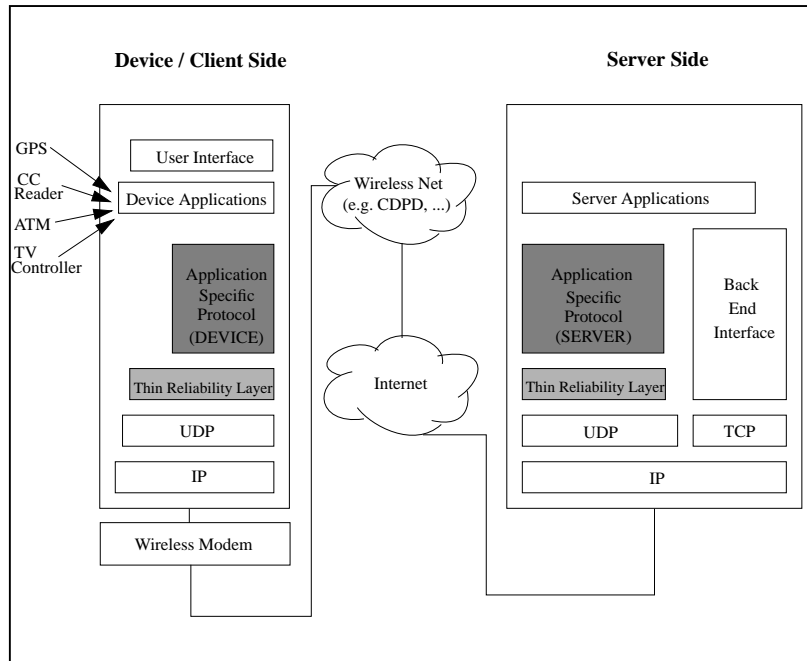 Device / Client Side
Server Side
GPS
CC
Reader
ATM
TV
Controller
User Interface
Device Applications
Application
Specific
Protocol
(DEVICE)
Thin Reliability Layer
UDP
IP
Wireless Modem
Wireless Net
(e.g. CDPD, ...)
Internet
Server Applications
Application
Specific
Protocol
(SERVER)
Back
End
Interface
Thin Reliability Layer
UDP
TCP
IP